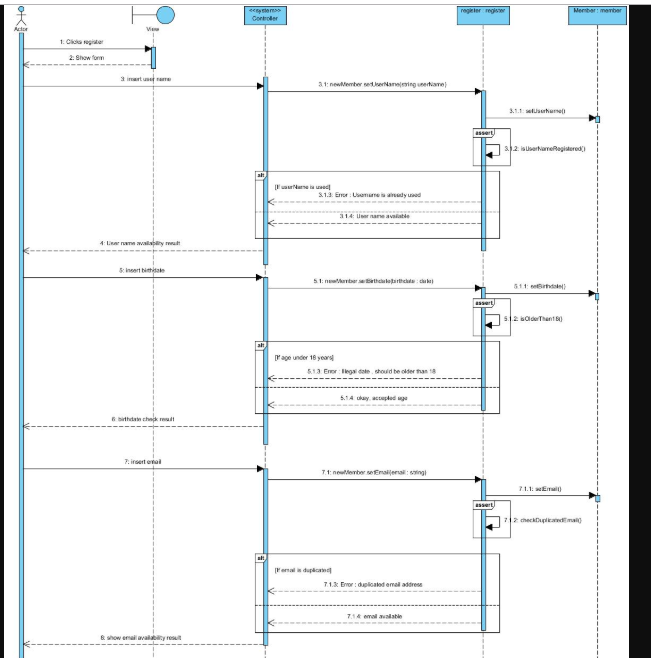 <<system>>
Controller
register : register
Member : member
Actor
View
1: Clicks register
2: Show form
3: insert user name
3.1: newMember.setUserName(string userName)
3.1.1: setUserName()
assert
3.1.2: isUserNameRegistered()
alt
[If userName is used]
3.1.3: Error : Username is already used
3.1.4: User name available
4: User name availability result
5: insert birthdate
5.1: newMember.setBirthdate(birthdate : date)
5.1.1: setBirthdate()
assert
5.1.2: isOlderThan18()
alt
[If age under 18 years]
5.1.3: Error : Illegal date , should be older than 18
5.1.4: okay, accepted age
6: birthdate check result
7: insert email
7.1: newMember.setEmail(email : string)
7.1.1: setEmail()
assert
7.1.2: checkDuplicatedEmail()
alt
[If email is duplicated]
7.1.3: Error : duplicated email address
7.1.4: email available
8: show email availability result